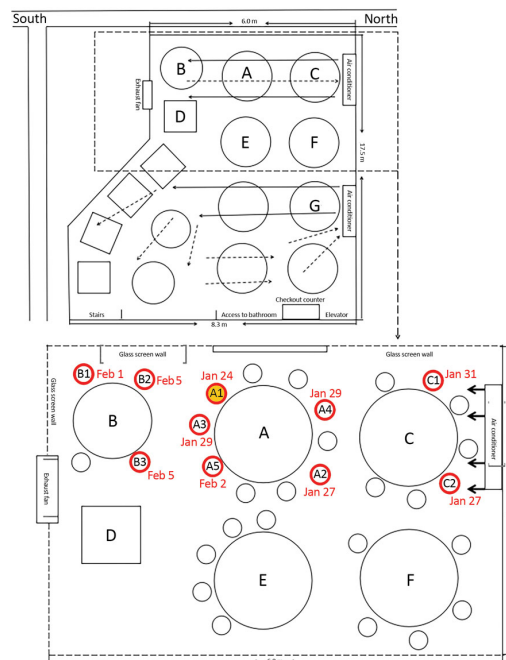 South
North
6.0 m
B
A
C
Air conditioner
Exhaust fan
D
E
F
17.5 m
G
Air conditioner
Checkout counter
Stairs
Access to bathroom
Elevator
8.3 m
Glass screen wall
Glass screen wall
Glass screen wall
B1 Feb 1
B2 Feb 5
Jan 24
A1
C1 Jan 31
Jan 29
A4
A3
Jan 29
B
A
C
Air conditioner
B3
Feb 5
A5
Feb 2
A2
Jan 27
C2
Jan 27
Exhaust fan
D
E
F